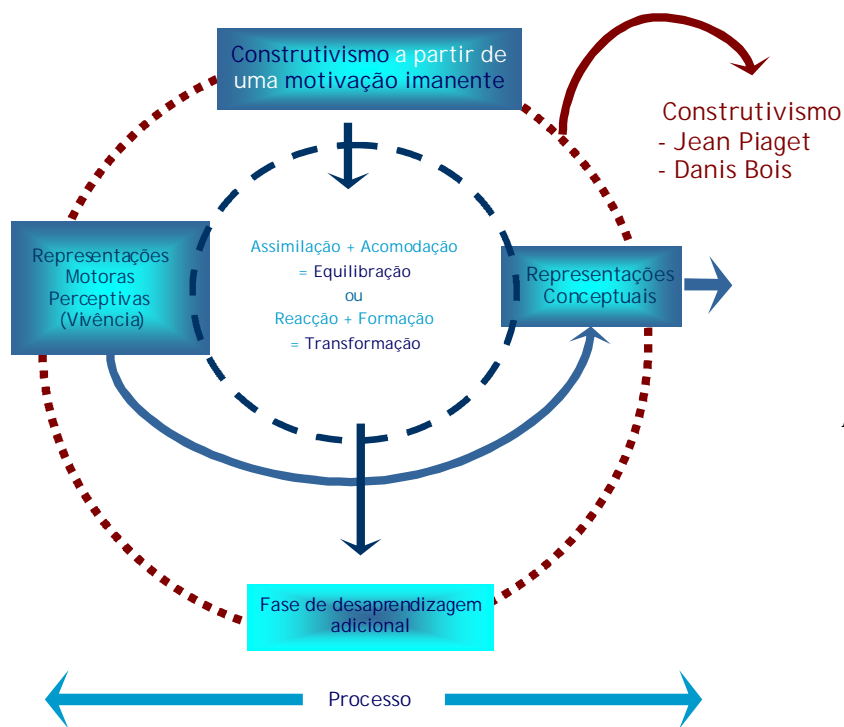 Construtivismo a partir de
uma motivação imanente
Construtivismo
- Jean Piaget
- Danis Bois
Representações
Motoras
Perceptivas
(Vivência)
Assimilação + Acomodação
= Equilibração
ou
Reacção + Formação
= Transformação
Representações
Conceptuais
Fase de desaprendizagem
adicional
Processo